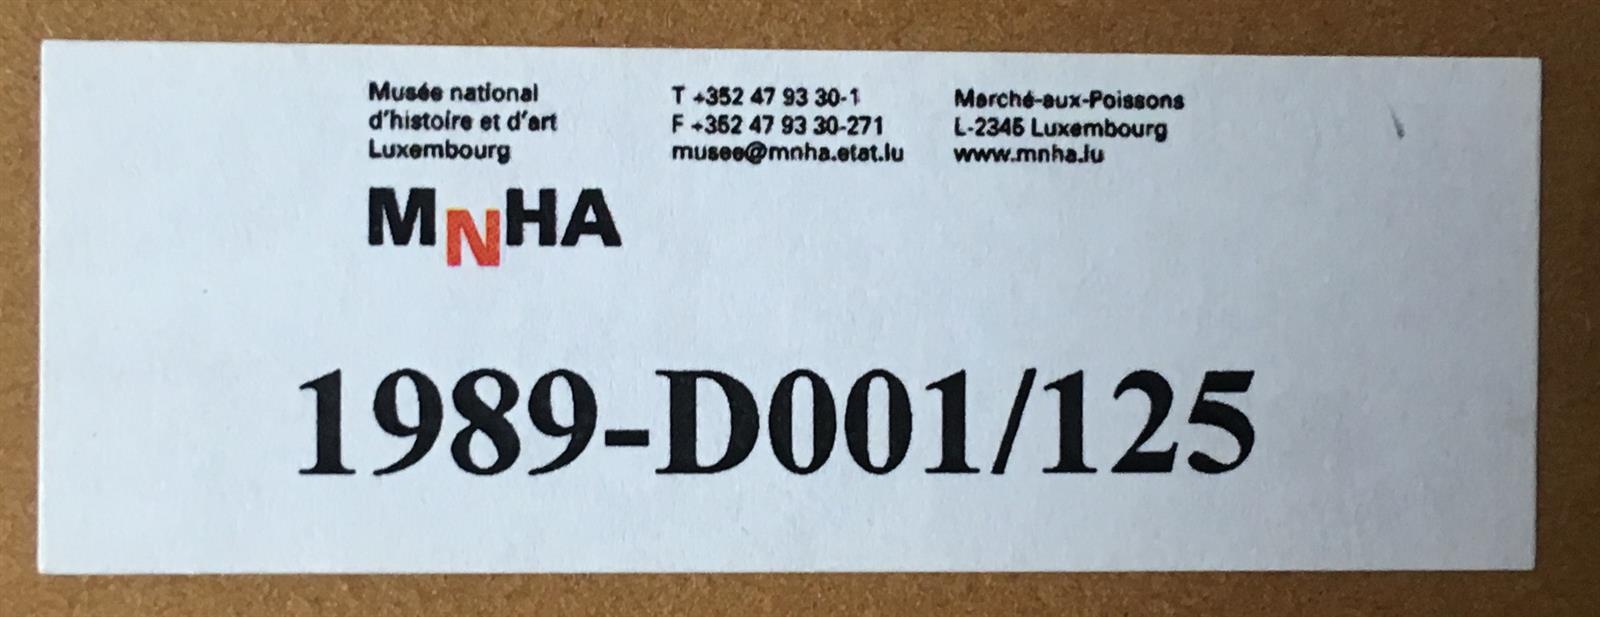 Musée national
d'histoire et d'art
Luxembourg
T +352 47 93 30-1
F +352 47 93 30-271
musee@mnha.etat.lu
Marché-aux-Poissons
L-2345 Luxembourg
www.mnha.lu
MNHA
1989-D001/125